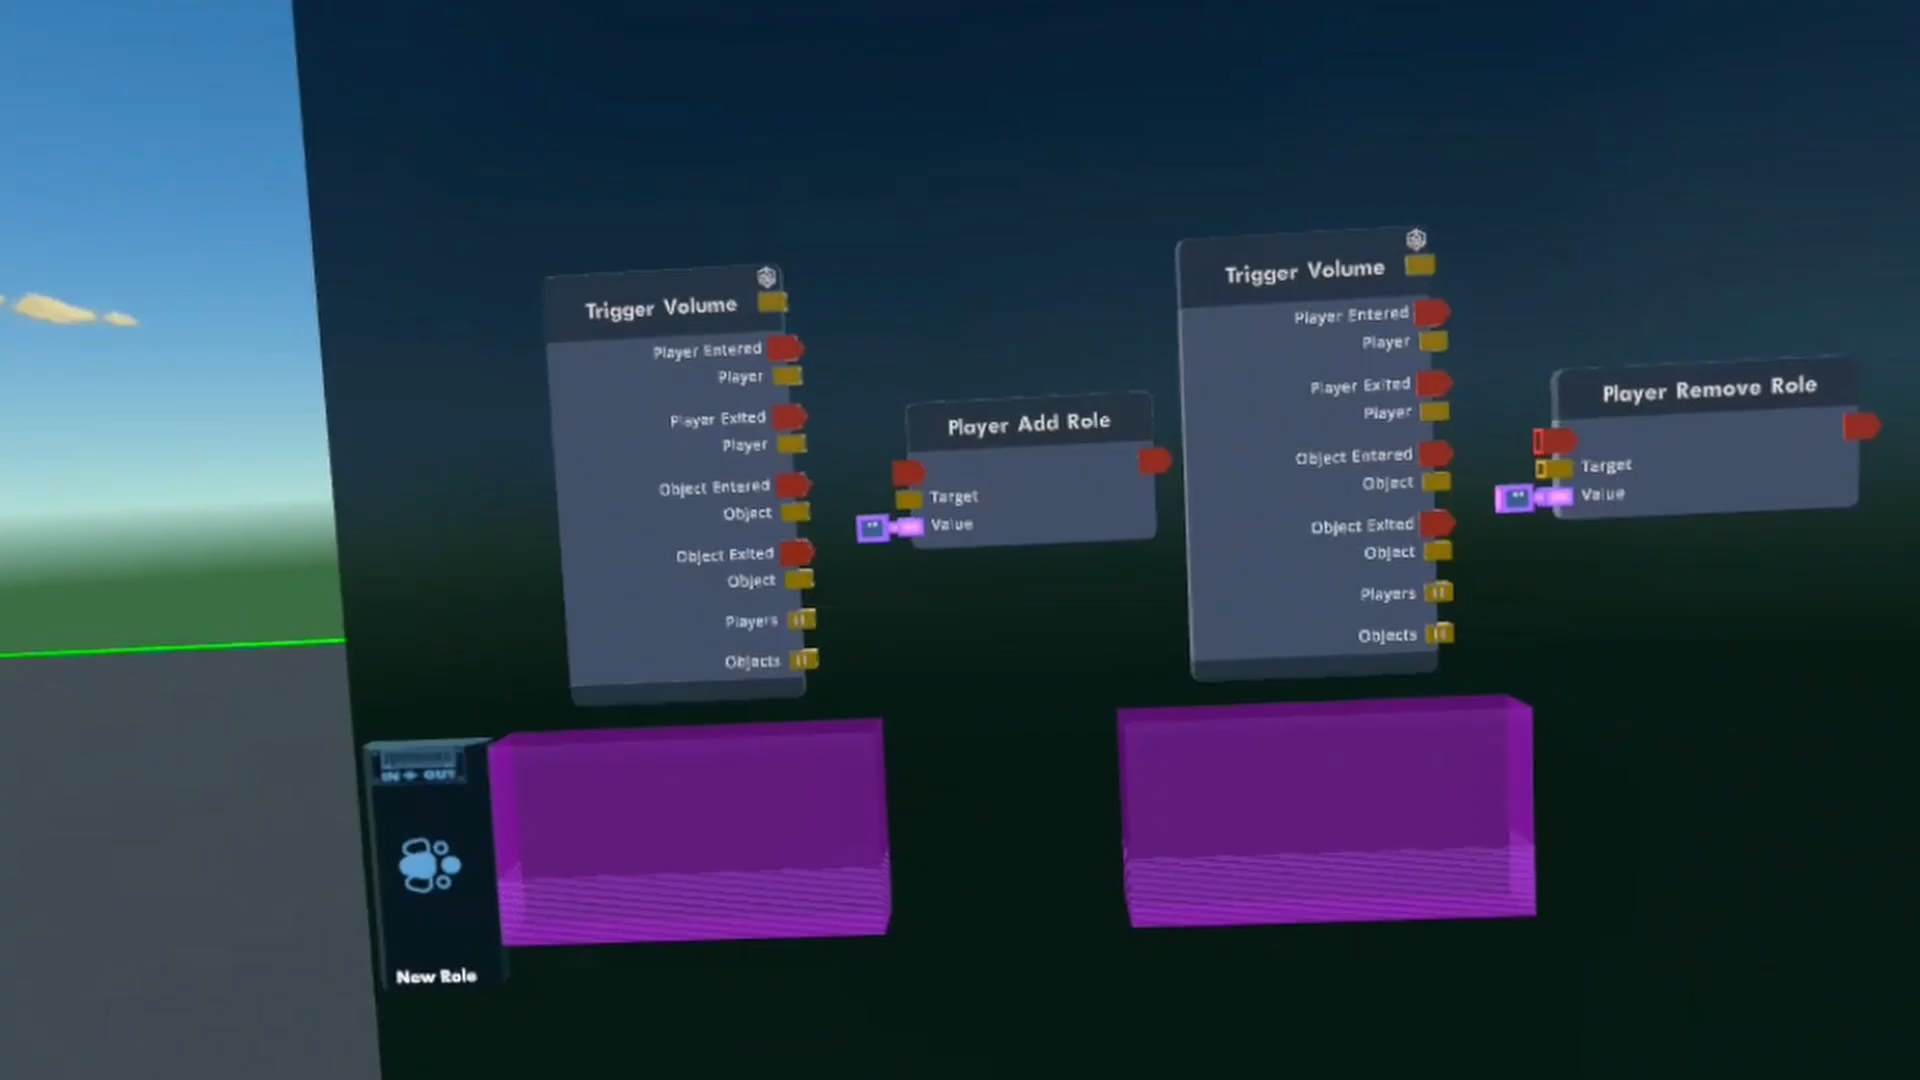 Trigger Volume
Player Entered
Player
Player Exited
Player
Object Entered
Object
Object Exited
Object
Players
Objects
Player Add Role
Target
Value
Trigger Volume
Player Entered
Player
Player Exited
Player
Object Entered
Object
Object Exited
Object
Players
Objects
Player Remove Role
Target
Value
IN OUT
New Role